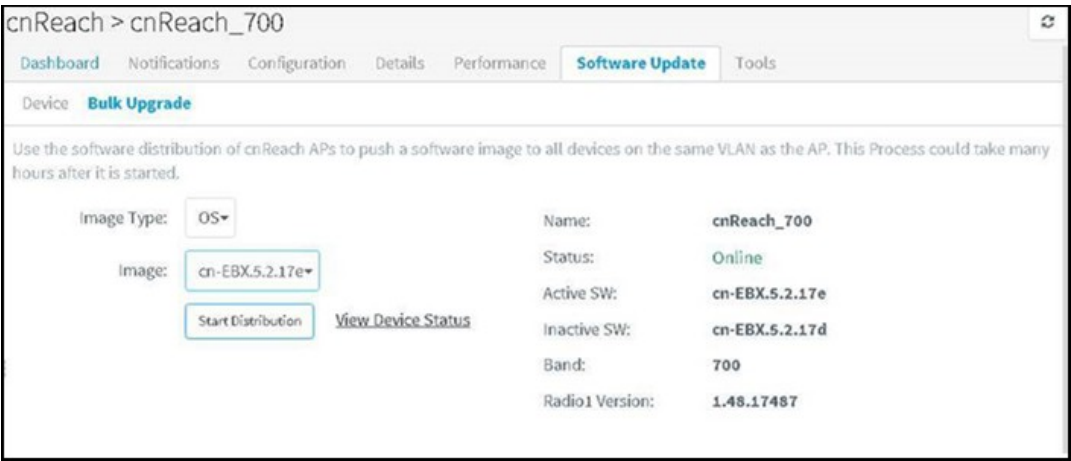 cnReach > cnReach_700
Dashboard Notifications Configuration Details Performance Software Update Tools
Device Bulk Upgrade
Use the software distribution of cnReach APs to push a software image to all devices on the same VLAN as the AP. This Process could take many
hours after it is started.
Image Type: OS
Image: cn-EBX.5.2.17e
Start Distribution View Device Status
Name: cnReach_700
Status: Online
Active SW: cn-EBX.5.2.17e
Inactive SW: cn-EBX.5.2.17d
Band: 700
Radio1 Version: 1.48.17487